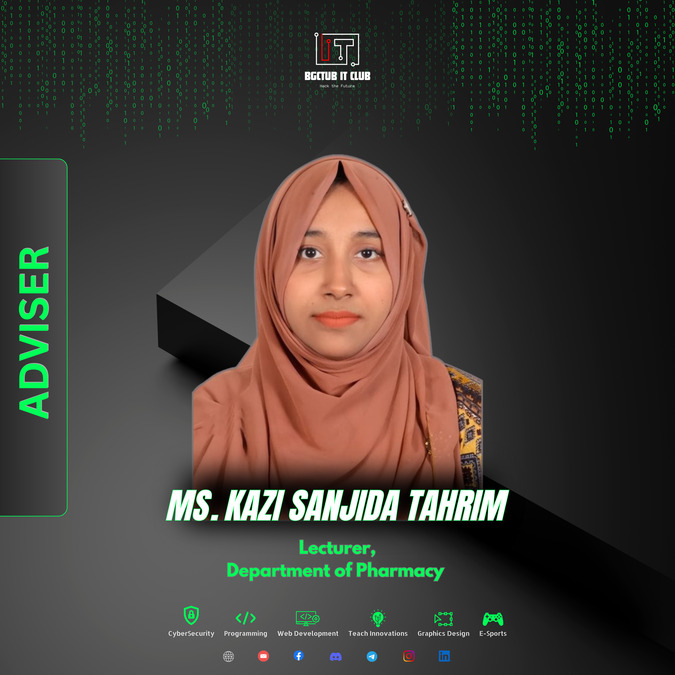 IT
BGCTUB IT CLUB
Hack the Future
ADVISER
MS. KAZI SANJIDA TAHRIM
Lecturer,
Department of Pharmacy
CyberSecurity Programming Web Development Teach Innovations Graphics Design E-Sports